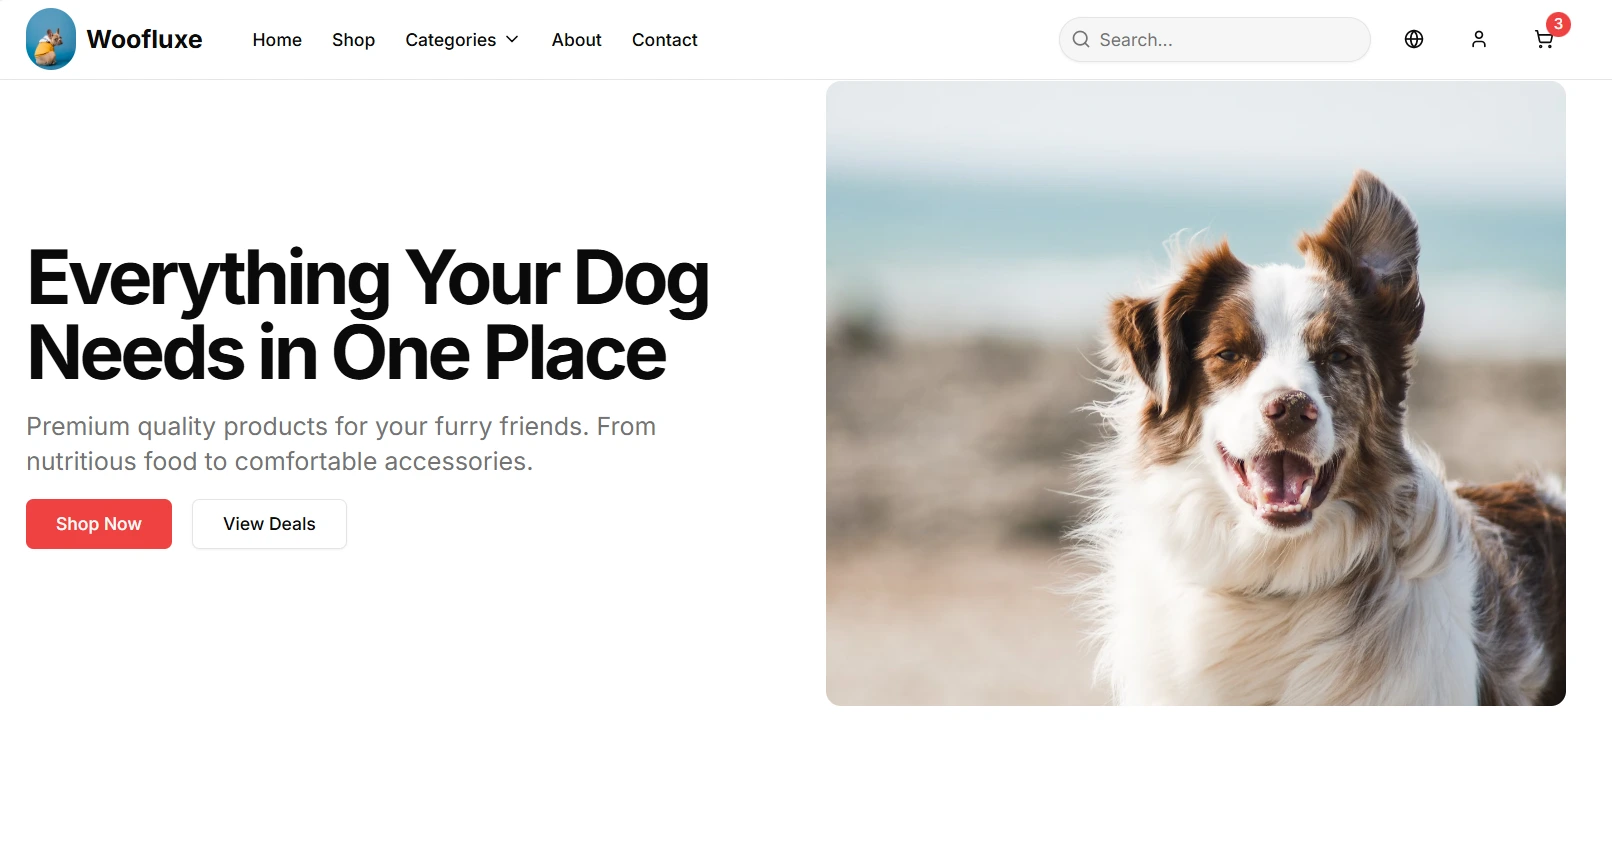 Woofluxe
Home
Shop
Categories
About
Contact
Search...
3
Everything Your Dog
Needs in One Place
Premium quality products for your furry friends. From
nutritious food to comfortable accessories.
Shop Now
View Deals